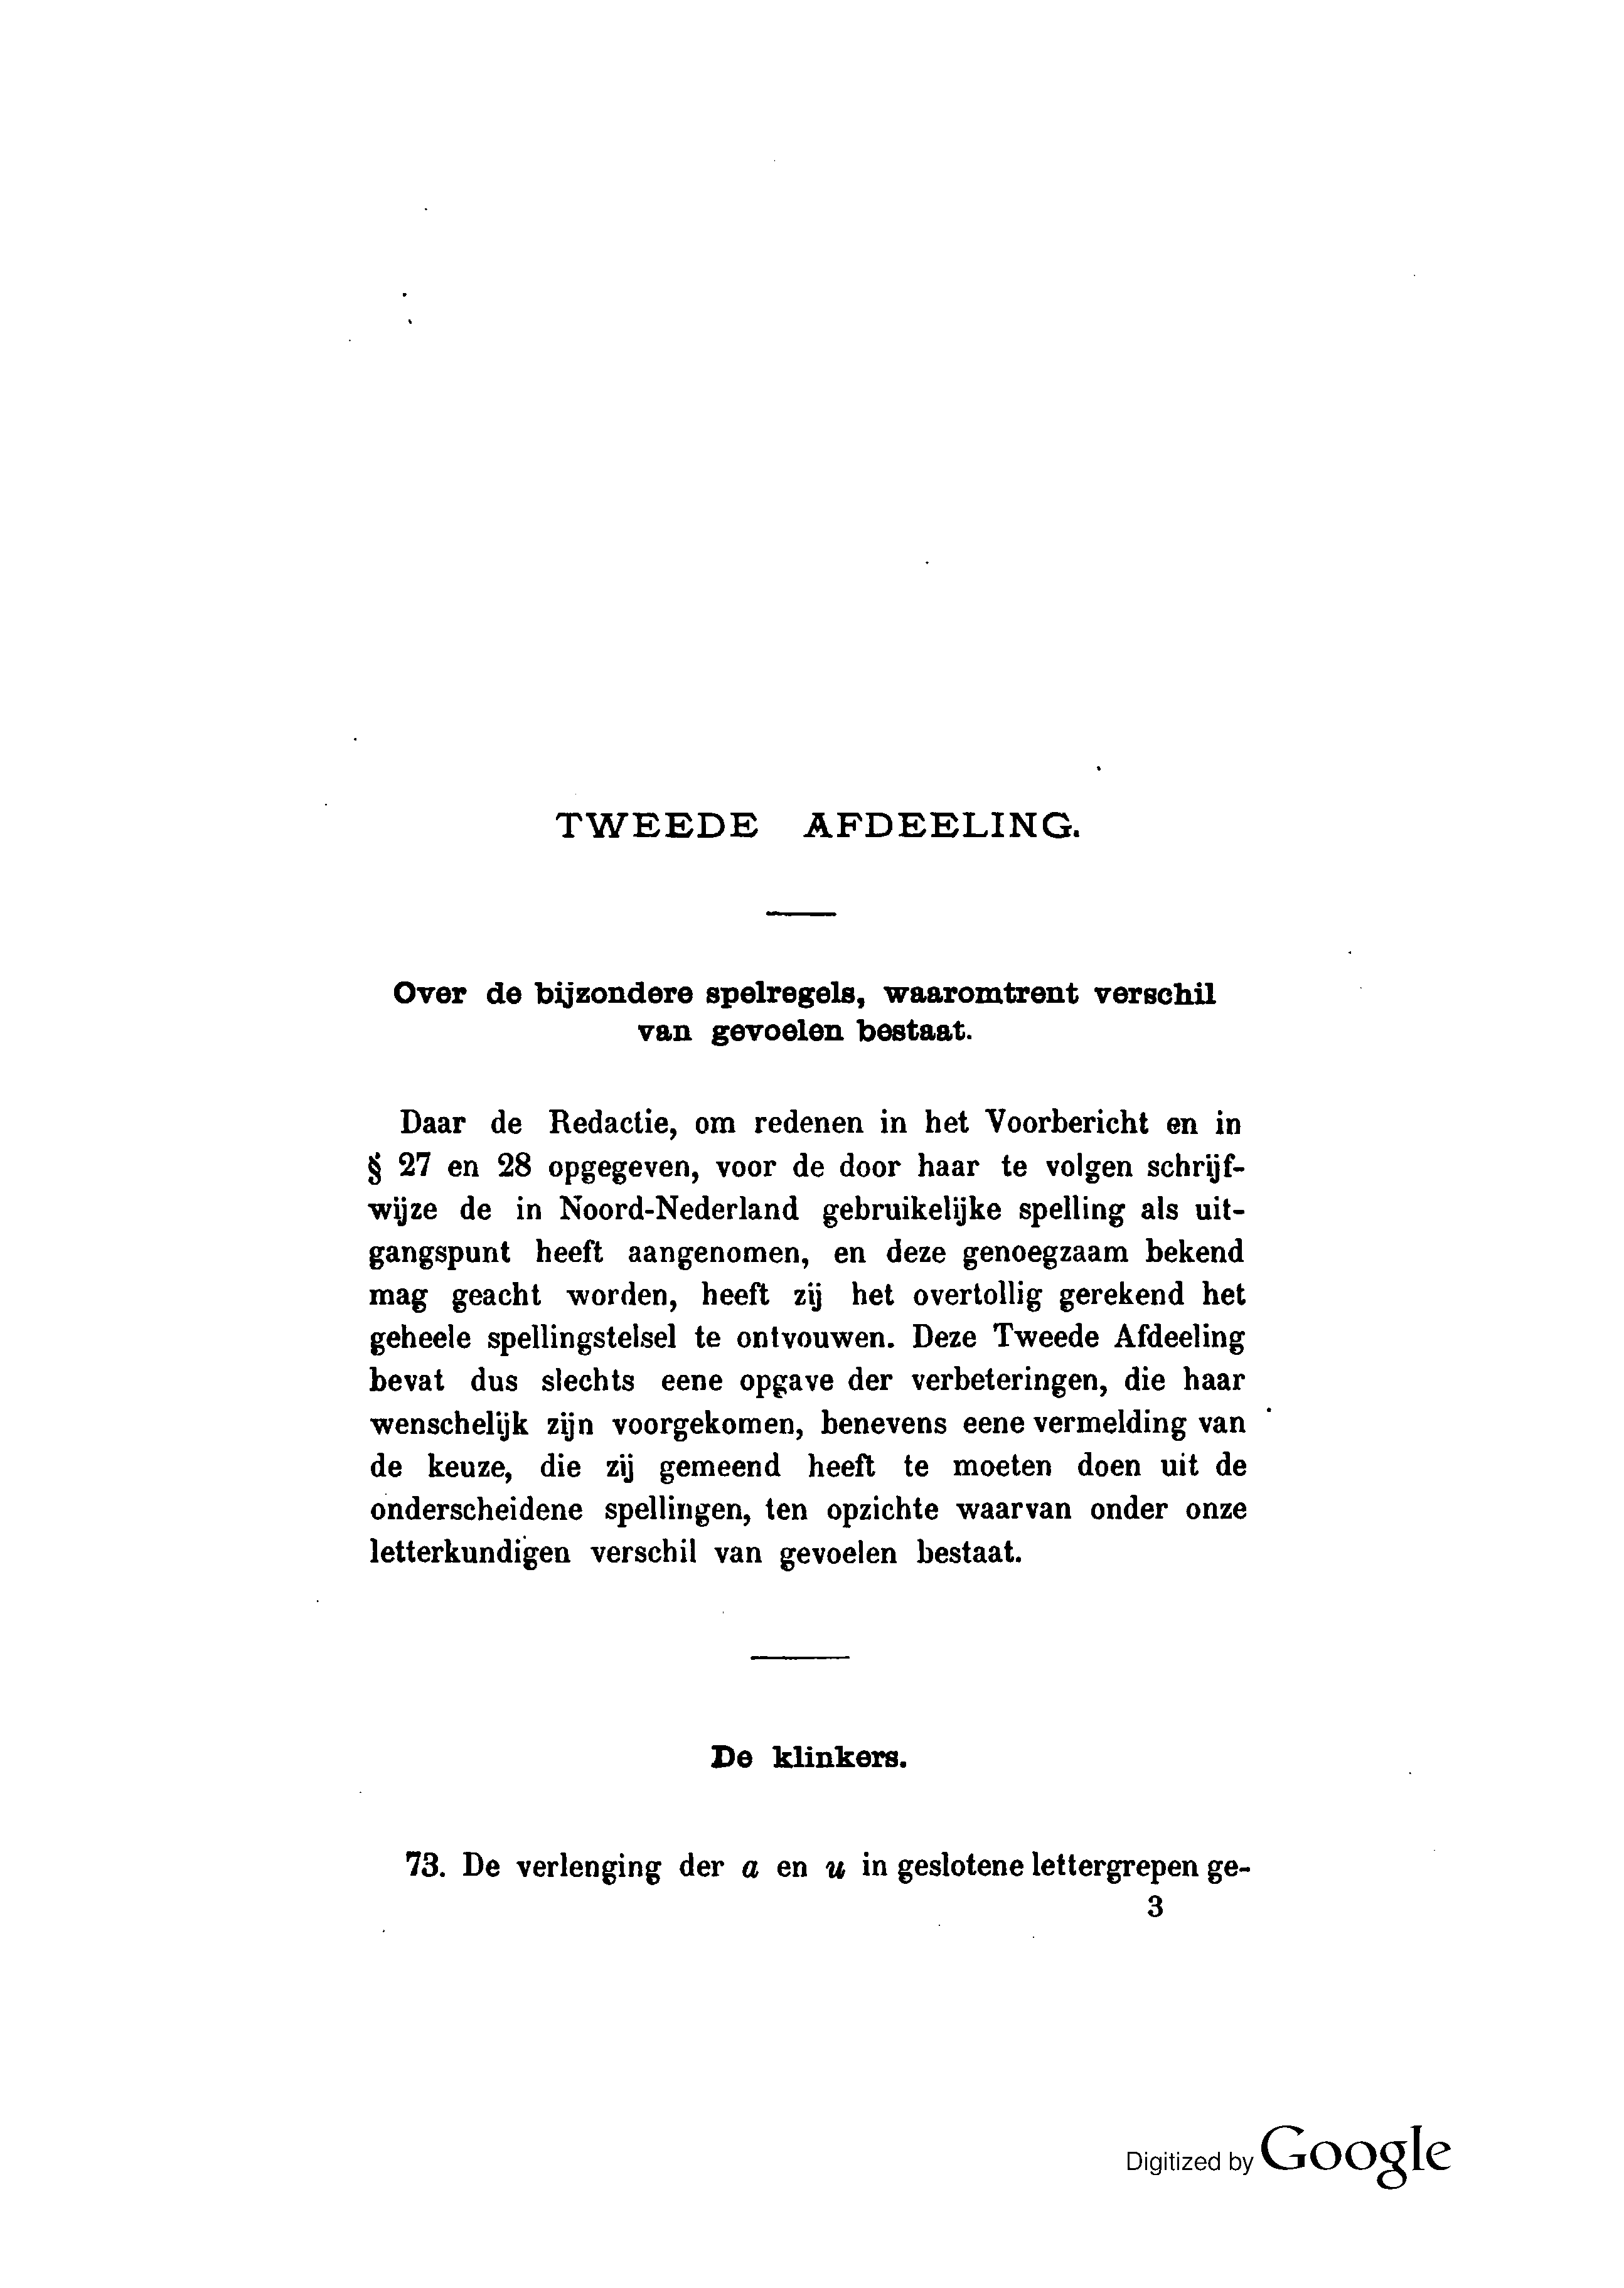 TWEEDE AFDEELING.
Over de bijzondere spelregels, waaromtrent verschil
van gevoelen bestaat.
Daar de Redactie, om redenen in het Voorbericht en in
§ 27 en 28 opgegeven, voor de door haar te volgen schrijf-
wijze de in Noord-Nederland gebruikelijke spelling als uit-
gangspunt heeft aangenomen, en deze genoegzaam bekend
mag geacht worden, heeft zij het overtollig gerekend het
geheele spellingstelsel te ontvouwen. Deze Tweede Afdeeling
bevat dus slechts eene opgave der verbeteringen, die haar
wenschelijk zijn voorgekomen, benevens eene vermelding van
de keuze, die zij gemeend heeft te moeten doen uit de
onderscheidene spellingen, ten opzichte waarvan onder onze
letterkundigen verschil van gevoelen bestaat.
De klinkers.
73. De verlenging der a en u in geslotene lettergrepen ge-
3
Digitized by Google